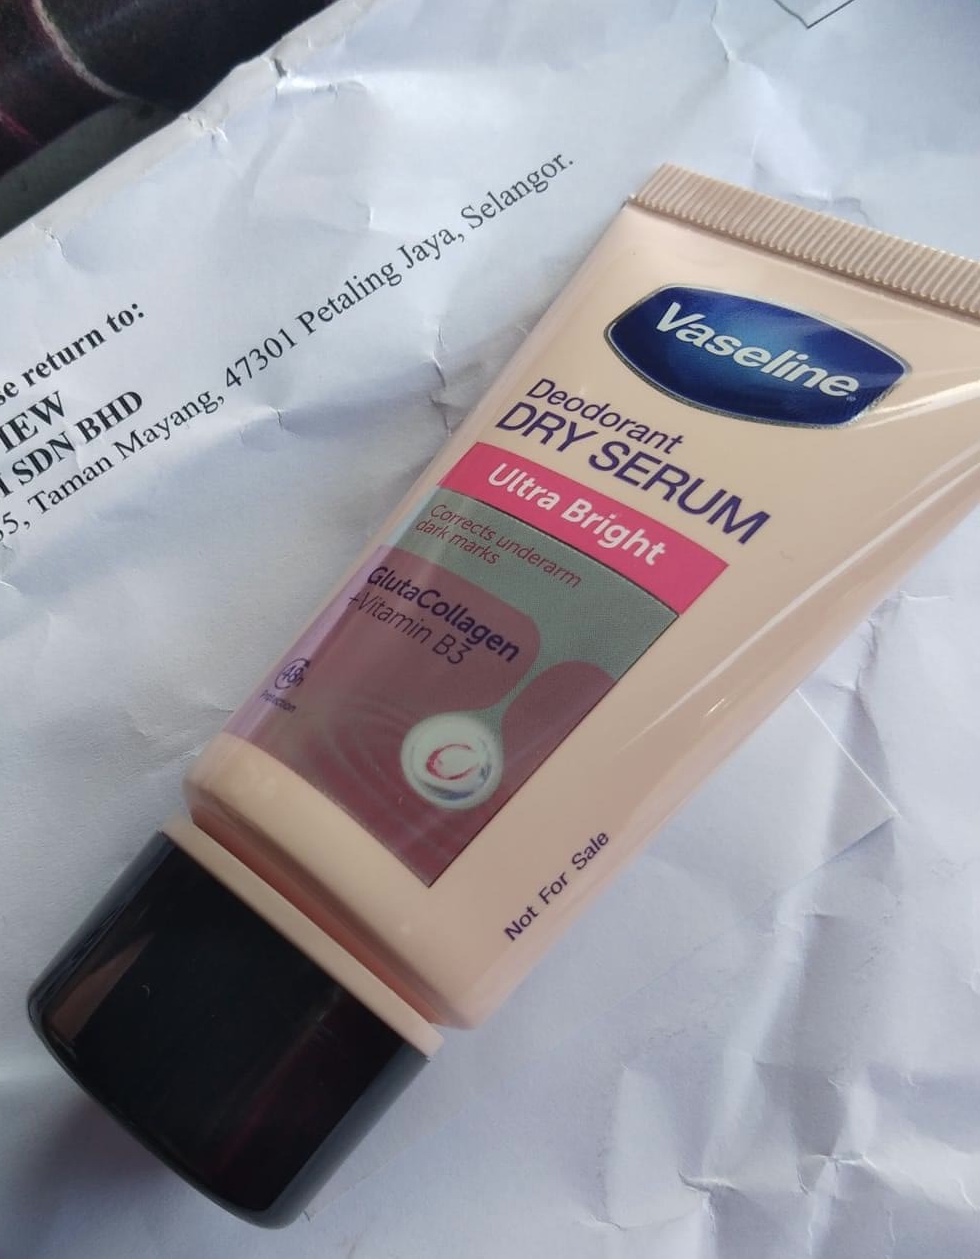 se return to:
IEW
SDN BHD
35, Taman Mayang, 47301 Petaling Jaya, Selangor.
Vaseline
Deodorant
DRY SERUM
Ultra Bright
Corrects underarm
dark marks
GlutaCollagen
+Vitamin B3
48h
Protection
Not For Sale